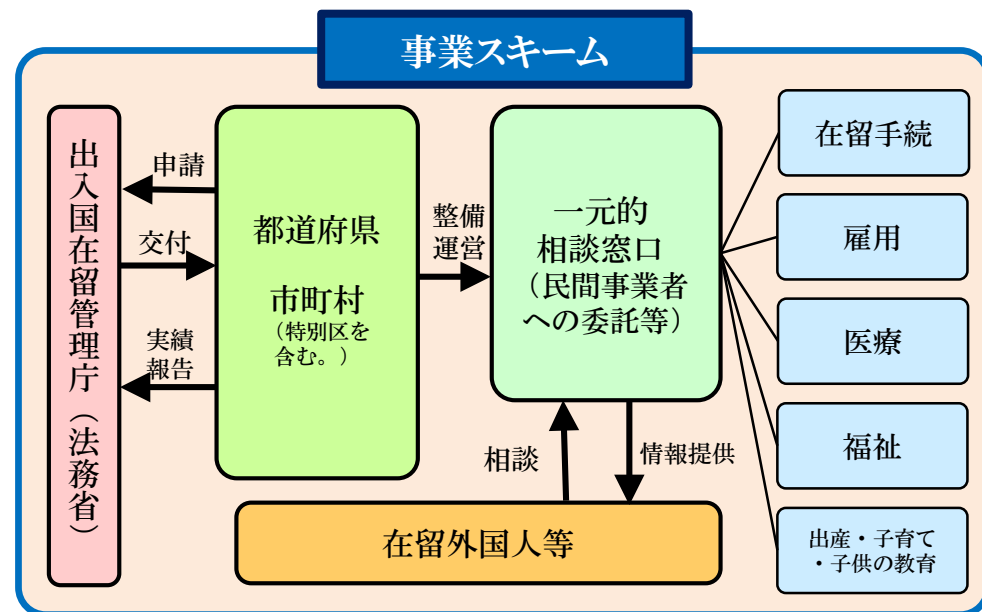 事業スキーム
出入国在留管理庁（法務省）
申請
交付
実績
報告
都道府県
市町村
（特別区を
含む。）
整備
運営
一元的
相談窓口
（民間事業者
への委託等）
相談
情報提供
在留外国人等
在留手続
雇用
医療
福祉
出産・子育て
・子供の教育